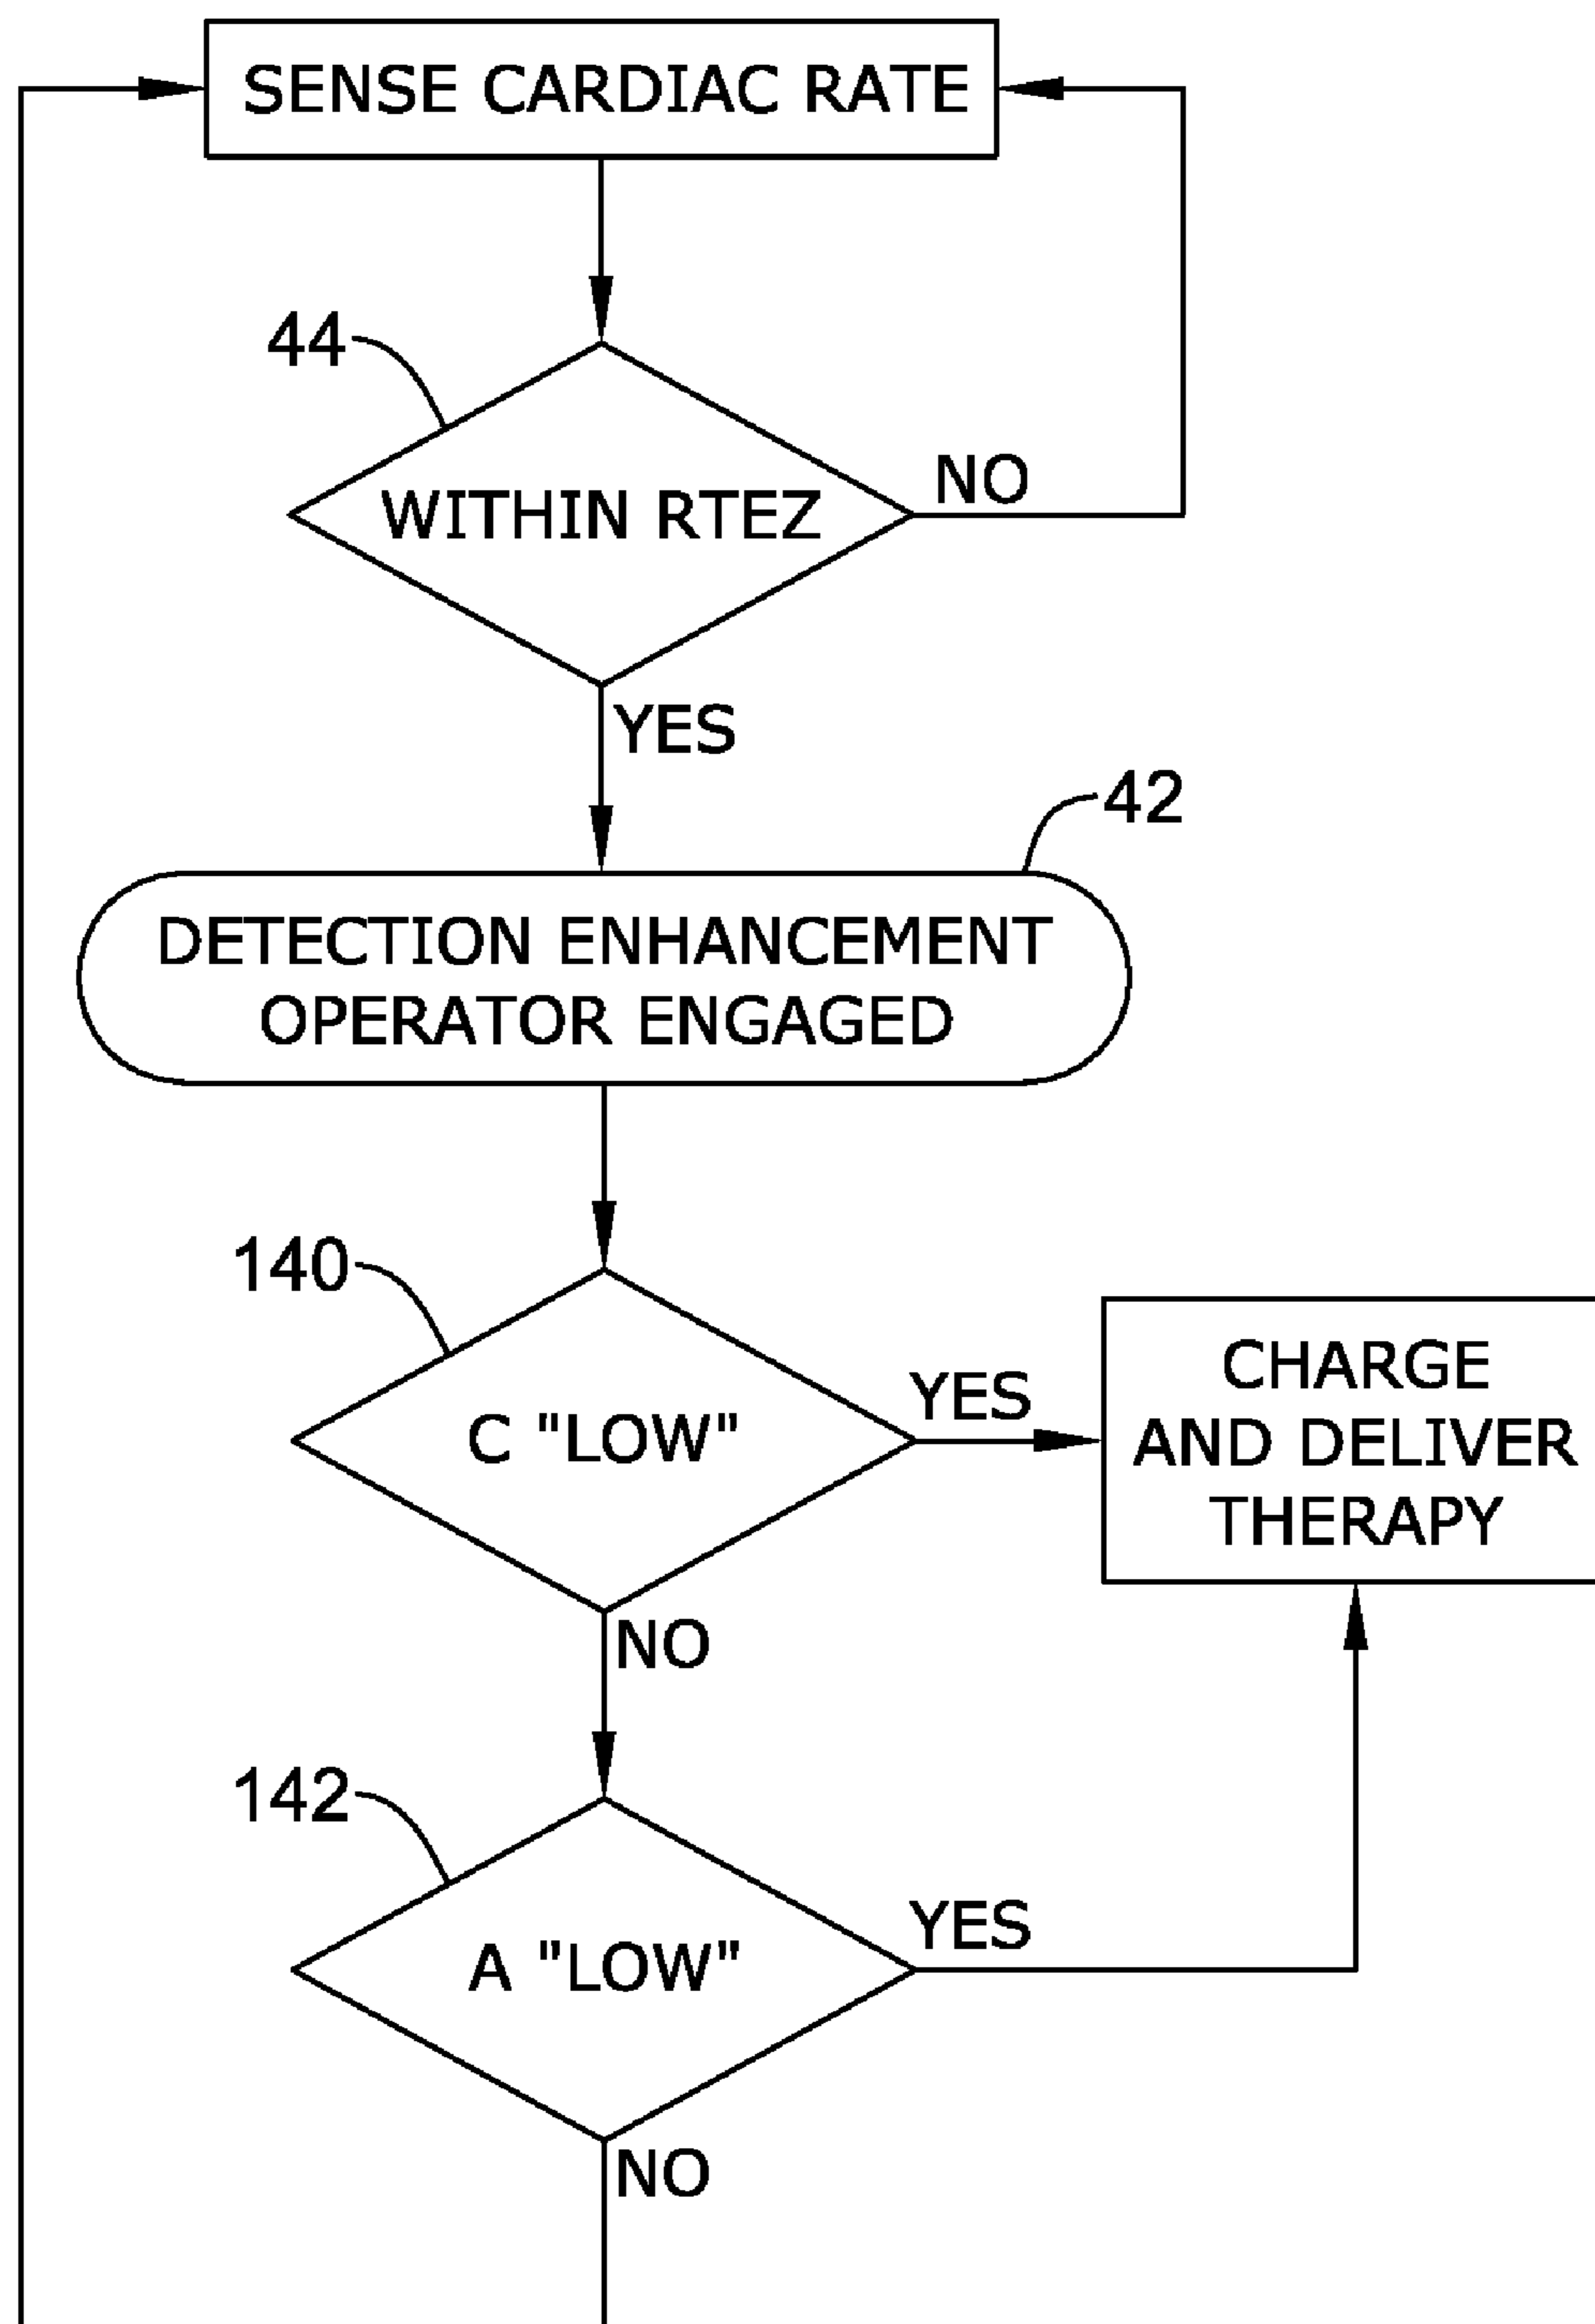 SENSE CARDIAC RATE
44
WITHIN RTEZ
NO
YES
42
DETECTION ENHANCEMENT
OPERATOR ENGAGED
140
C "LOW"
YES
CHARGE
AND DELIVER
THERAPY
NO
142
A "LOW"
YES
NO